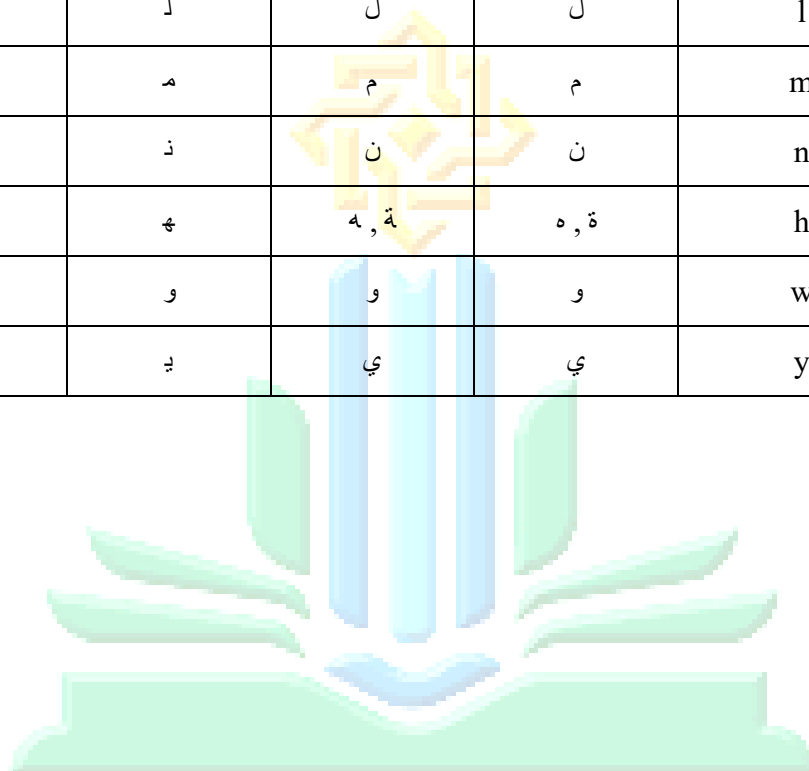 ل ل ل l
م م م m
ن ن ن n
ه ة , ه ة , ه h
و و و w
ي ي ي y